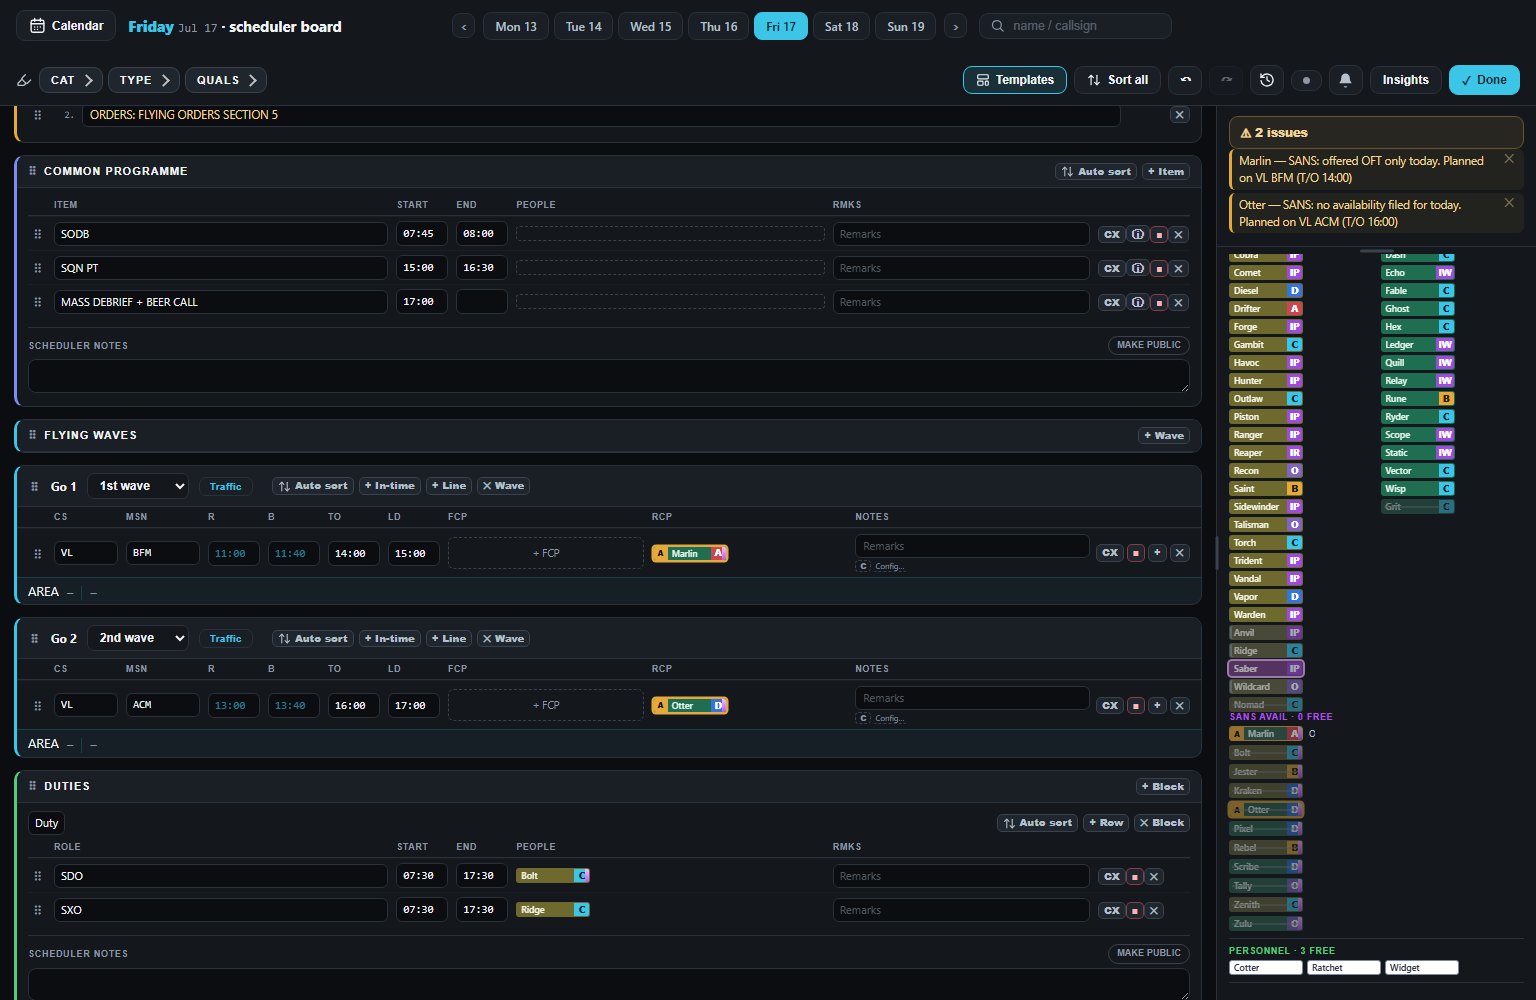 Calendar
Friday Jul 17 · scheduler board
‹ Mon 13 Tue 14 Wed 15 Thu 16 Fri 17 Sat 18 Sun 19 ›
name / callsign
CAT TYPE QUALS
Templates Sort all Insights ✓ Done
2. ORDERS: FLYING ORDERS SECTION 5
COMMON PROGRAMME
Auto sort + Item
ITEM START END PEOPLE RMKS
SODB 07:45 08:00 Remarks CX
SQN PT 15:00 16:30 Remarks CX
MASS DEBRIEF + BEER CALL 17:00 Remarks CX
SCHEDULER NOTES MAKE PUBLIC
FLYING WAVES + Wave
Go 1 1st wave Traffic Auto sort + In-time + Line X Wave
CS MSN R B TO LD FCP RCP NOTES
VL BFM 11:00 11:40 14:00 15:00 + FCP A Marlin A Remarks CX
C Config...
AREA – –
Go 2 2nd wave Traffic Auto sort + In-time + Line X Wave
CS MSN R B TO LD FCP RCP NOTES
VL ACM 13:00 13:40 16:00 17:00 + FCP A Otter D Remarks CX
C Config...
AREA – –
DUTIES + Block
Duty Auto sort + Row X Block
ROLE START END PEOPLE RMKS
SDO 07:30 17:30 Bolt C Remarks CX
SXO 07:30 17:30 Ridge C Remarks CX
SCHEDULER NOTES MAKE PUBLIC
⚠ 2 issues
Marlin — SANS: offered OFT only today. Planned
on VL BFM (T/O 14:00)
Otter — SANS: no availability filed for today.
Planned on VL ACM (T/O 16:00)
Cobra IP
Comet IP
Diesel D
Drifter A
Forge IP
Gambit C
Havoc IP
Hunter IP
Outlaw C
Piston IP
Ranger IP
Reaper IR
Recon O
Saint B
Sidewinder IP
Talisman O
Torch C
Trident IP
Vandal IP
Vapor D
Warden IP
Anvil IP
Ridge C
Saber IP
Wildcard O
Nomad C
Dash C
Echo IW
Fable C
Ghost C
Hex C
Ledger IW
Quill IW
Relay IW
Rune B
Ryder C
Scope IW
Static IW
Vector C
Wisp C
Grit C
SANS AVAIL · 0 FREE
A Marlin A O
Bolt C
Jester B
Kraken D
A Otter D
Pixel D
Rebel B
Scribe D
Tally O
Zenith C
Zulu O
PERSONNEL · 3 FREE
Cotter Ratchet Widget